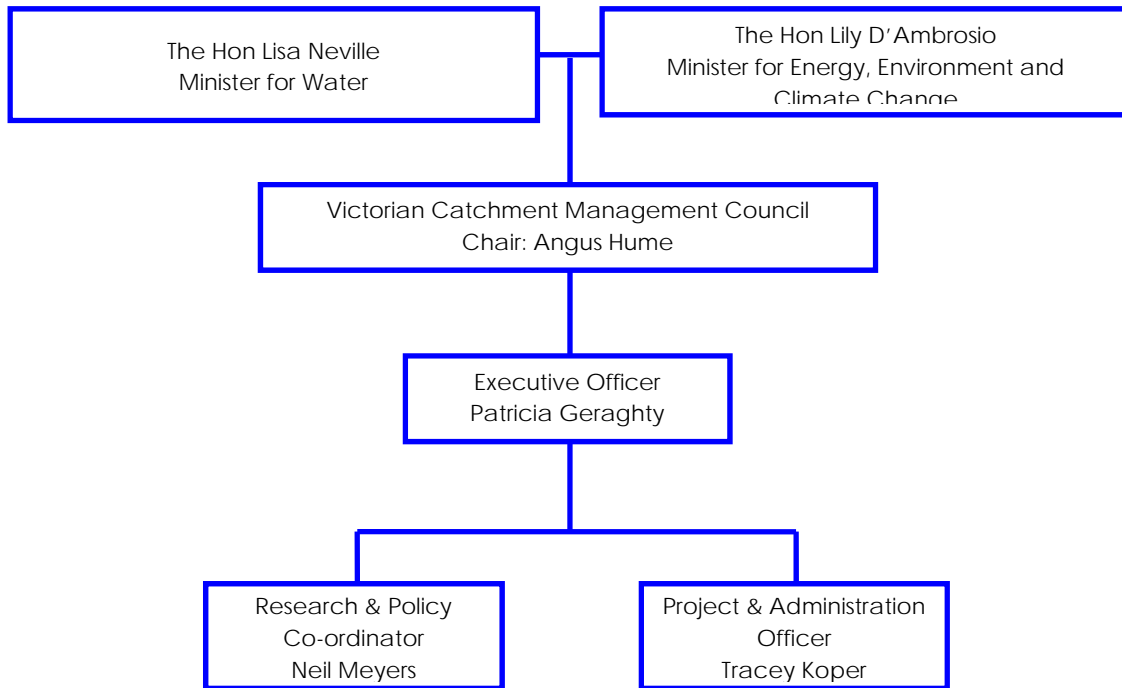 The Hon Lisa Neville
Minister for Water
The Hon Lily D’Ambrosio
Minister for Energy, Environment and
Climate Change
Victorian Catchment Management Council
Chair: Angus Hume
Executive Officer
Patricia Geraghty
Research & Policy
Co-ordinator
Neil Meyers
Project & Administration
Officer
Tracey Koper